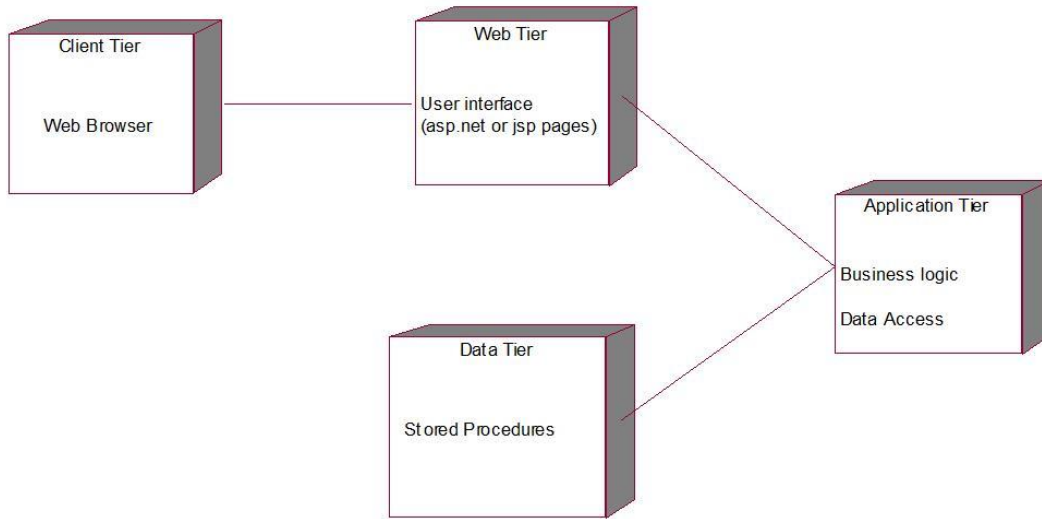 Client Tier
Web Browser
Web Tier
User interface
(asp.net or jsp pages)
Application Tier
Business logic
Data Access
Data Tier
Stored Procedures